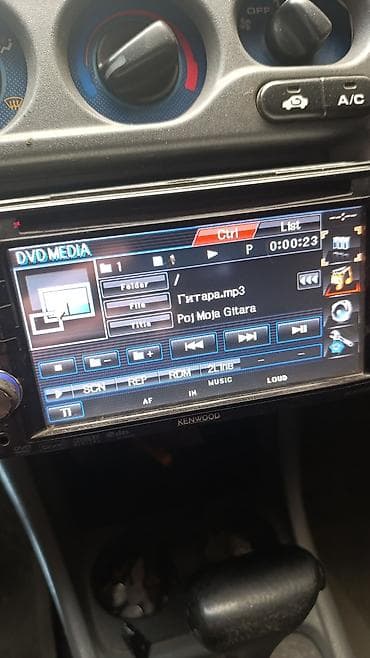 OFF
A/C
DVD MEDIA
Ctrl
List
1
P
0:00:23
Folder
/
File
Гитара.mp3
Title
Poj Moja Gitara
SCN
REP
RDM
2Line
TI
AF
IN
MUSIC
LOUD
KENWOOD